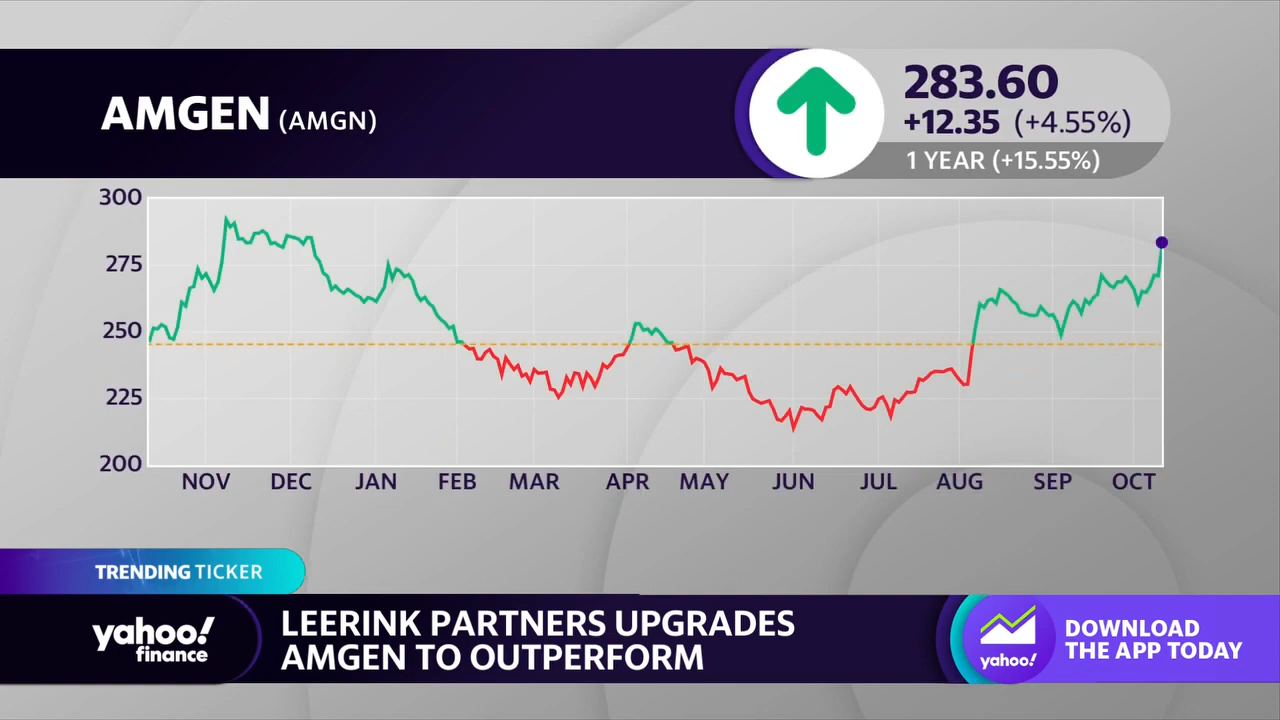 AMGEN (AMGN)
283.60
+12.35 (+4.55%)
1 YEAR (+15.55%)
300
275
250
225
200
NOV DEC JAN FEB MAR APR MAY JUN JUL AUG SEP OCT
TRENDING TICKER
yahoo!
finance
LEERINK PARTNERS UPGRADES
AMGEN TO OUTPERFORM
yahoo!
DOWNLOAD
THE APP TODAY